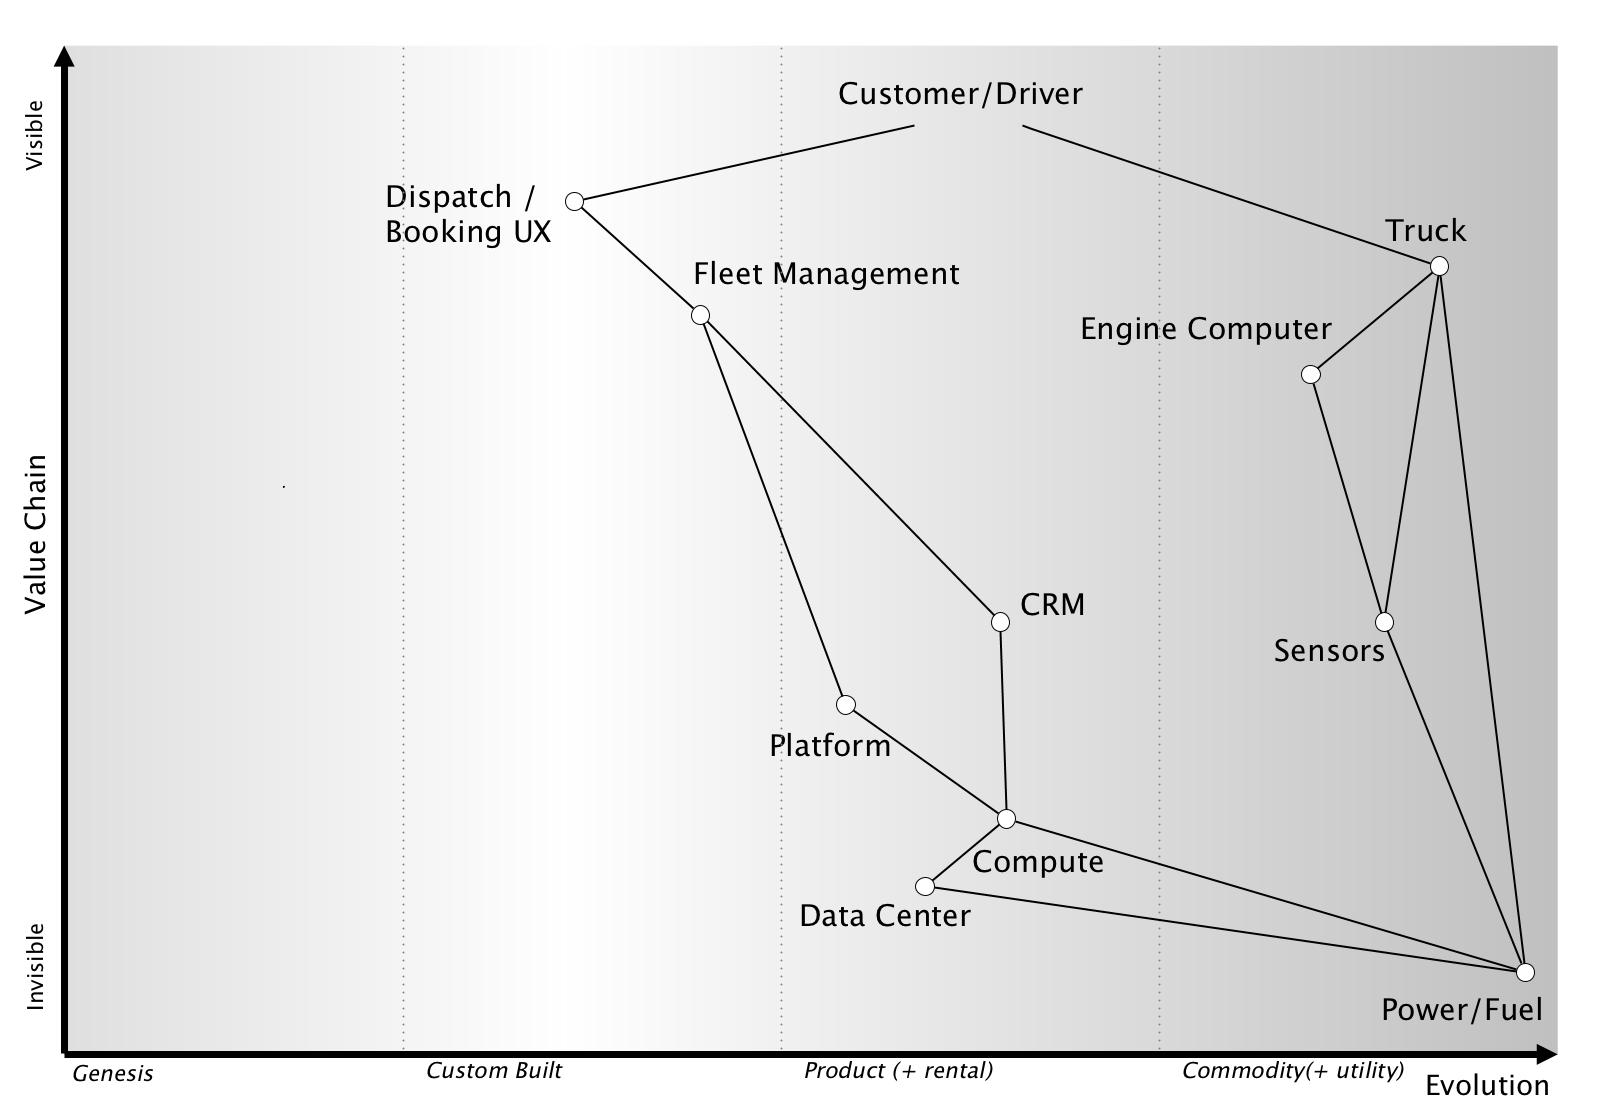 Customer/Driver
Visible
Dispatch /
Booking UX
Truck
Fleet Management
Engine Computer
Value Chain
CRM
Sensors
Platform
Compute
Data Center
Invisible
Power/Fuel
Genesis
Custom Built
Product (+ rental)
Commodity(+ utility)
Evolution